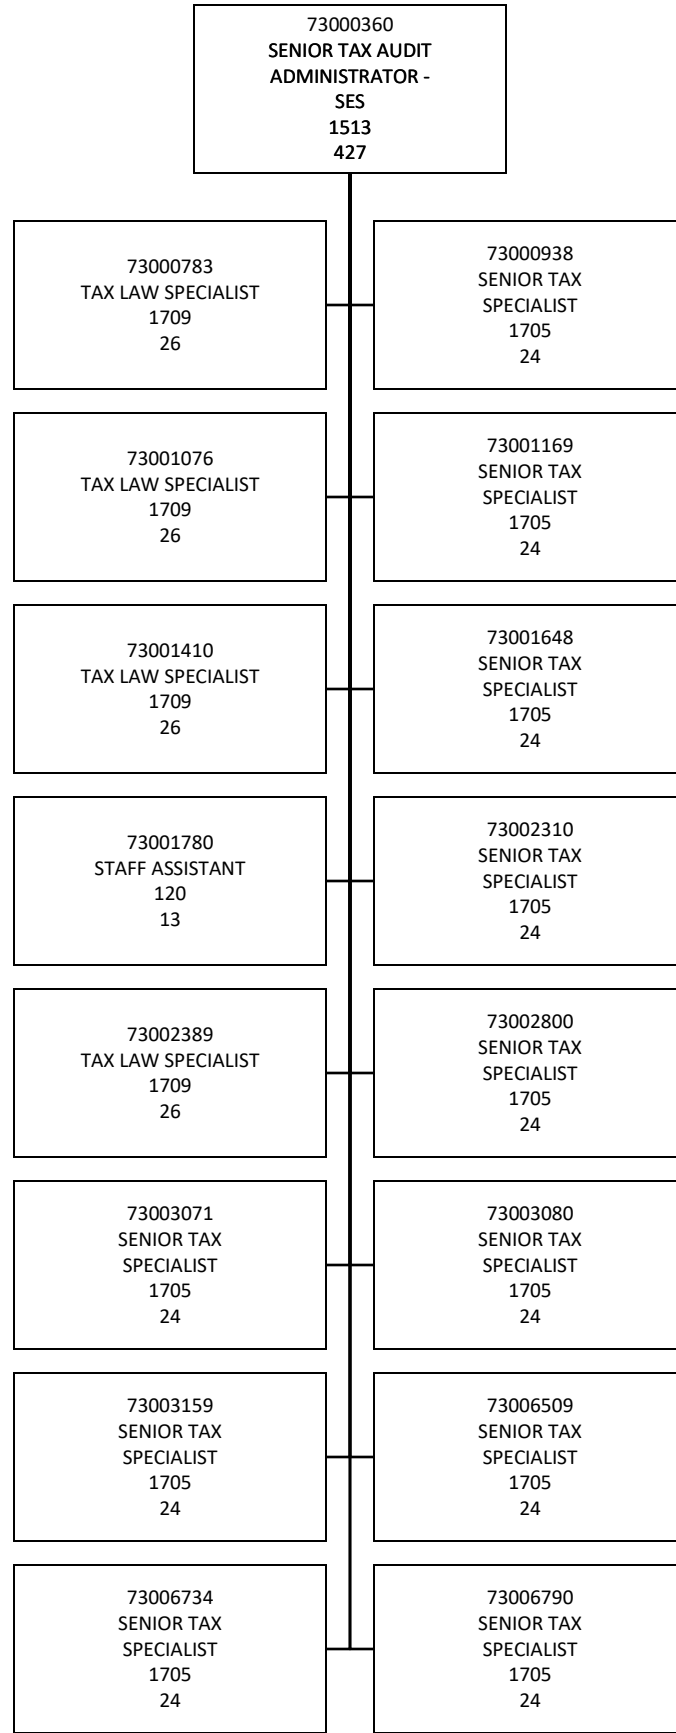 73000360
SENIOR TAX AUDIT
ADMINISTRATOR -
SES
1513
427
73000783
TAX LAW SPECIALIST
1709
26
73000938
SENIOR TAX
SPECIALIST
1705
24
73001076
TAX LAW SPECIALIST
1709
26
73001169
SENIOR TAX
SPECIALIST
1705
24
73001410
TAX LAW SPECIALIST
1709
26
73001648
SENIOR TAX
SPECIALIST
1705
24
73001780
STAFF ASSISTANT
120
13
73002310
SENIOR TAX
SPECIALIST
1705
24
73002389
TAX LAW SPECIALIST
1709
26
73002800
SENIOR TAX
SPECIALIST
1705
24
73003071
SENIOR TAX
SPECIALIST
1705
24
73003080
SENIOR TAX
SPECIALIST
1705
24
73003159
SENIOR TAX
SPECIALIST
1705
24
73006509
SENIOR TAX
SPECIALIST
1705
24
73006734
SENIOR TAX
SPECIALIST
1705
24
73006790
SENIOR TAX
SPECIALIST
1705
24